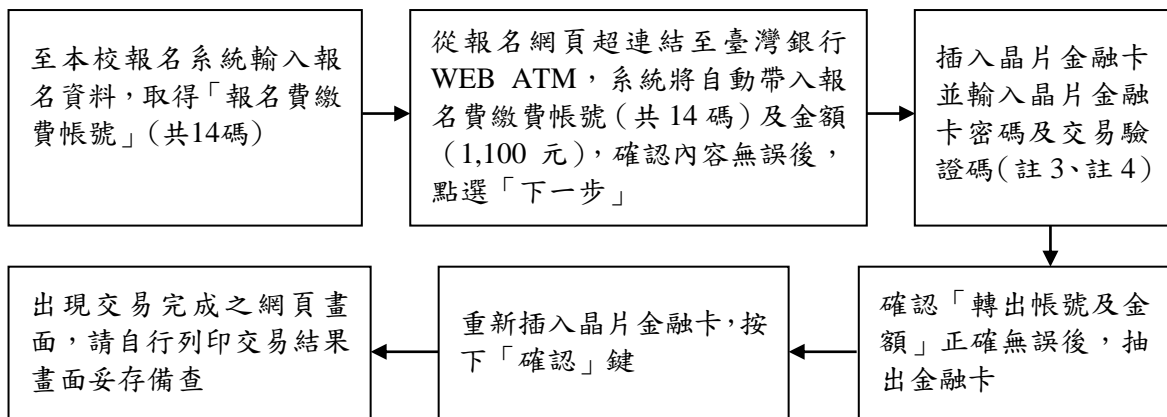 至本校報名系統輸入報
名資料，取得「報名費繳
費帳號」（共14碼）
從報名網頁超連結至臺灣銀行
WEB ATM，系統將自動帶入報
名費繳費帳號（共 14 碼）及金額
（1,100 元），確認內容無誤後，
點選「下一步」
插入晶片金融卡
並輸入晶片金融
卡密碼及交易驗
證碼（註 3、註 4）
確認「轉出帳號及金
額」正確無誤後，抽
出金融卡
重新插入晶片金融卡，按
下「確認」鍵
出現交易完成之網頁畫
面，請自行列印交易結果
畫面妥存備查